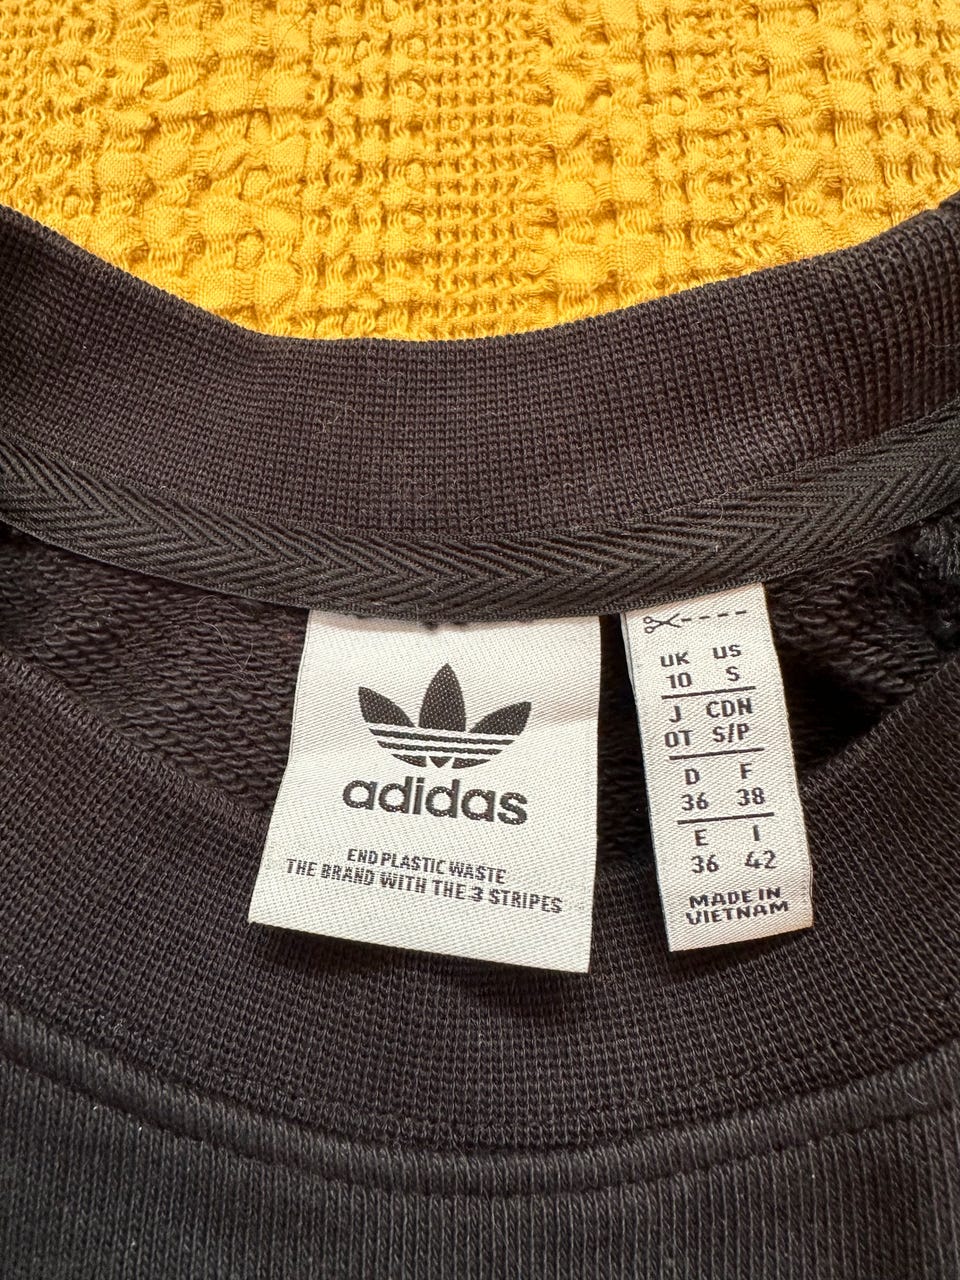 adidas
END PLASTIC WASTE
THE BRAND WITH THE 3 STRIPES
UK US
10 S
J CDN
OT S/P
D F
36 38
E I
36 42
MADE IN
VIETNAM